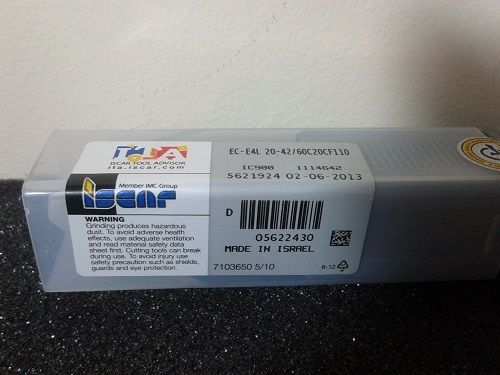 ITA
ISCAR TOOL ADVISOR
ita.iscar.com
Member IMC Group
iscar
WARNING
Grinding produces hazardous
dust. To avoid adverse health
effects, use adequate ventilation
and read material safety data
sheet first. Cutting tools can break
during use. To avoid injury use
safety precaution such as shields,
guards and eye protection.
EC-E4L 20-42/60C20CF110
IC900 1114642
5621924 02-06-2013
D
05622430
MADE IN ISRAEL
7103650 5/10
8-12